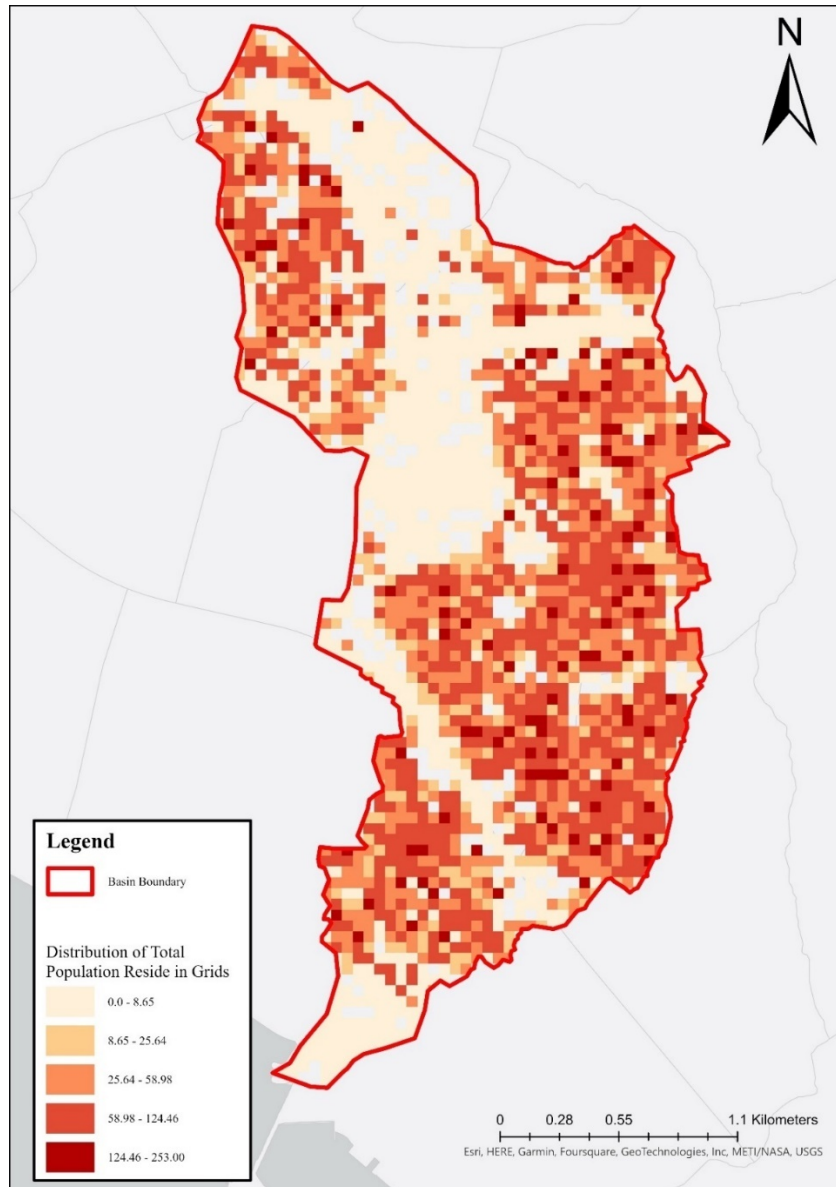 N
Legend
Basin Boundary
Distribution of Total
Population Reside in Grids
0.0 - 8.65
8.65 - 25.64
25.64 - 58.98
58.98 - 124.46
124.46 - 253.00
0 0.28 0.55 1.1 Kilometers
Esri, HERE, Garmin, Foursquare, GeoTechnologies, Inc, METI/NASA, USGS